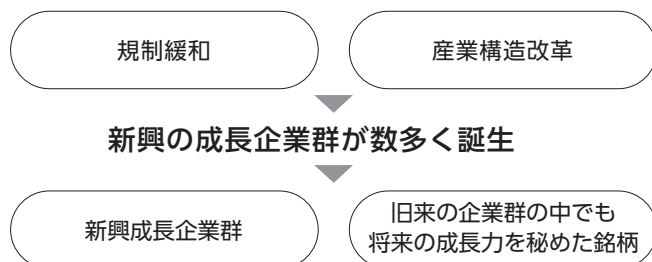 規制緩和
産業構造改革
新興の成長企業群が数多く誕生
新興成長企業群
旧来の企業群の中でも
将来の成長力を秘めた銘柄